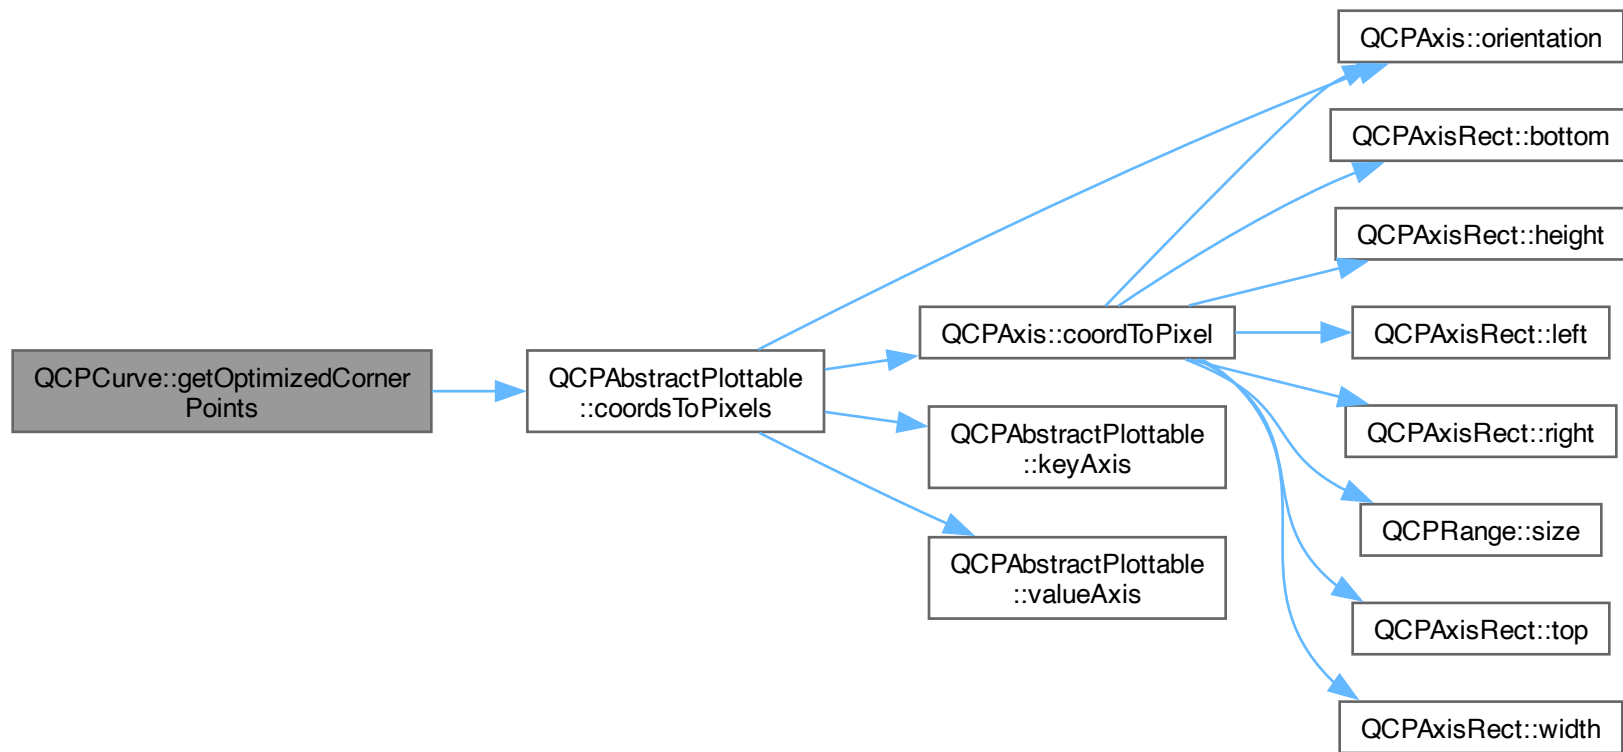 QCPCurve::getOptimizedCorner
Points
QCPAbstractPlottable
::coordsToPixels
QCPAxis::coordToPixel
QCPAbstractPlottable
::keyAxis
QCPAbstractPlottable
::valueAxis
QCPAxis::orientation
QCPAxisRect::bottom
QCPAxisRect::height
QCPAxisRect::left
QCPAxisRect::right
QCPRange::size
QCPAxisRect::top
QCPAxisRect::width